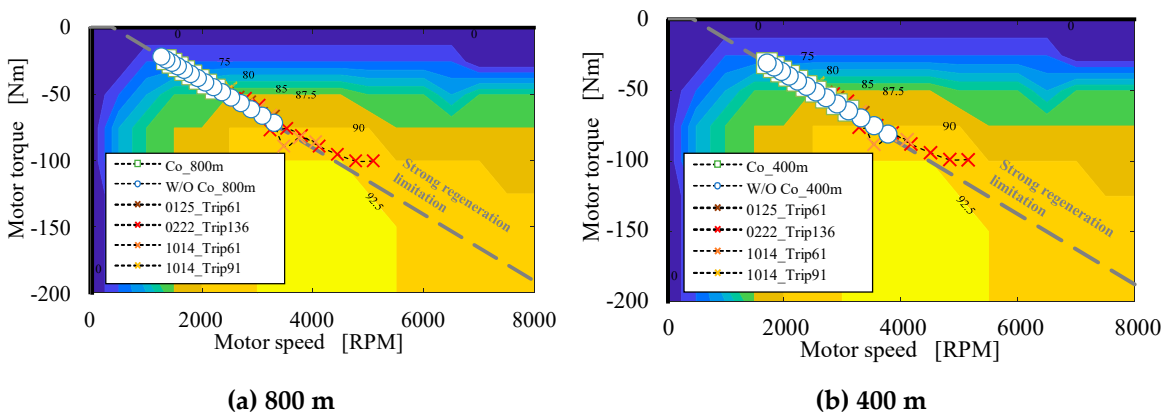 0
-50
-100
-150
-200
Motor torque [Nm]
0
75
80
85
87.5
90
92.5
0
Strong regeneration
limitation
Co_800m
W/O Co_800m
0125_Trip61
0222_Trip136
1014_Trip61
1014_Trip91
0
2000
4000
6000
8000
Motor speed [RPM]
(a) 800 m
0
-50
-100
-150
-200
Motor torque [Nm]
0
0
75
80
85
87.5
90
92.5
0
Strong regeneration
limitation
Co_400m
W/O Co_400m
0125_Trip61
0222_Trip136
1014_Trip61
1014_Trip91
0
2000
4000
6000
8000
Motor speed [RPM]
(b) 400 m